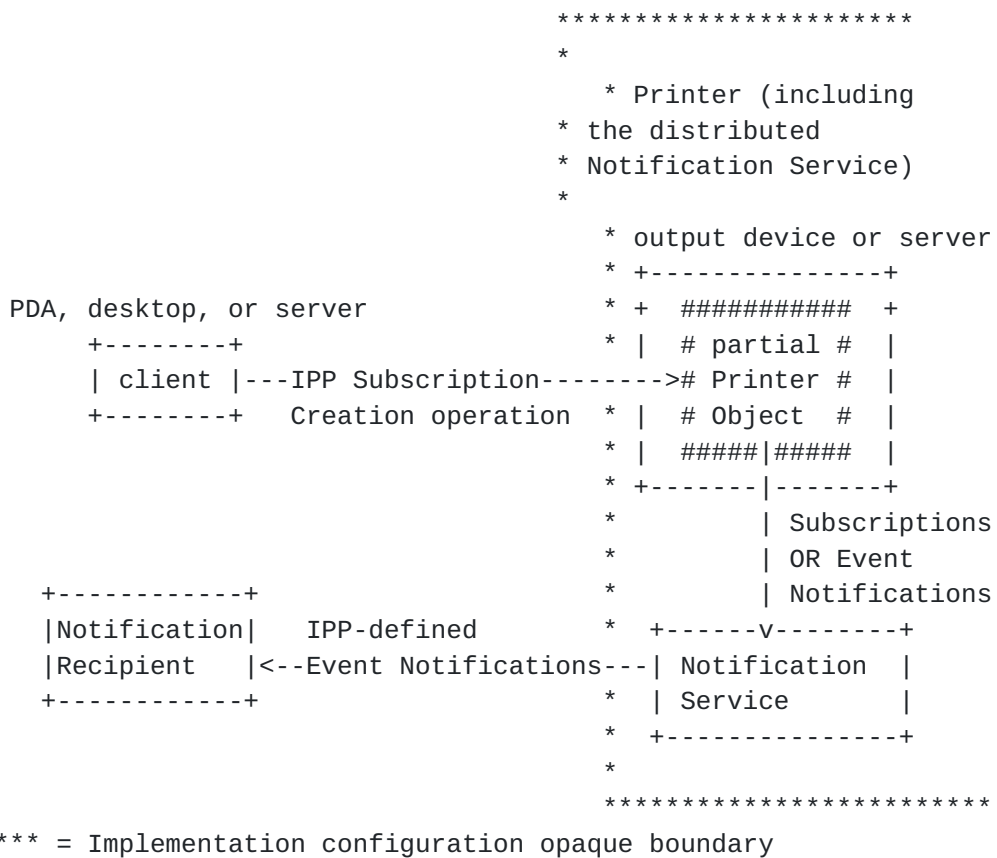 ***********************
*
* Printer (including
* the distributed
* Notification Service)
*
* output device or server
* +---------------+
PDA, desktop, or server * + ########### +
+--------+ * | # partial # |
| client |---IPP Subscription--------># Printer # |
+--------+ Creation operation * | # Object # |
* | #####|##### |
* +-------|-------+
* | Subscriptions
* | OR Event
+------------+ * | Notifications
|Notification| IPP-defined * +------v--------+
|Recipient |<--Event Notifications---| Notification |
+------------+ * | Service |
* +---------------+
*
*************************
*** = Implementation configuration opaque boundary